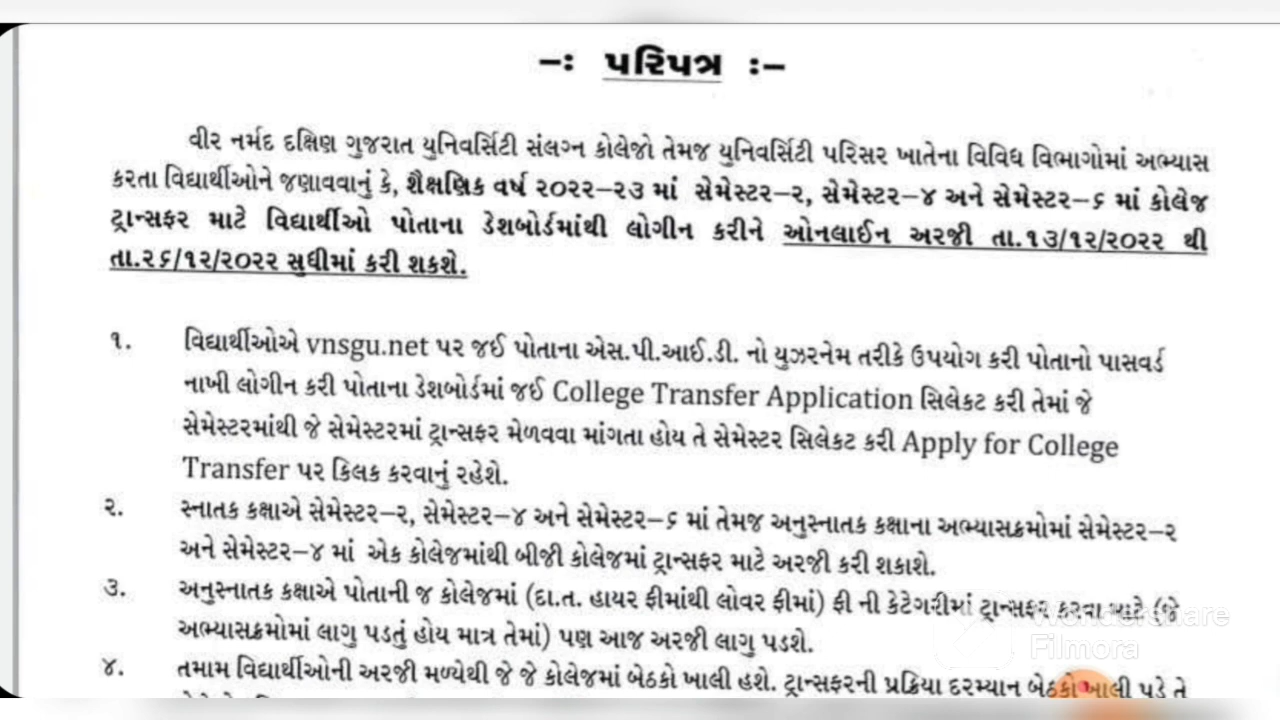 –ઃ પરિપત્ર ઃ–
વીર નર્મદ દક્ષિણ ગુજરાત યુનિવર્સિટી સંલગ્ન કોલેજો તેમજ યુનિવર્સિટી પરિસર ખાતેના વિવિધ વિભાગોમાં અભ્યાસ
કરતા વિદ્યાર્થીઓને જણાવવાનું કે, શૈક્ષણિક વર્ષ ૨૦૨૨–૨૩ માં સેમેસ્ટર–૨, સેમેસ્ટર–૪ અને સેમેસ્ટર–૬ માં કોલેજ
ટ્રાન્સફર માટે વિદ્યાર્થીઓ પોતાના ડેશબોર્ડમાંથી લોગીન કરીને ઓનલાઈન અરજી તા.૧૩/૧૨/૨૦૨૨ થી
તા.૨૬/૧૨/૨૦૨૨ સુધીમાં કરી શકશે.
૧. વિદ્યાર્થીઓએ vnsgu.net પર જઈ પોતાના એસ.પી.આઈ.ડી. નો યુઝરનેમ તરીકે ઉપયોગ કરી પોતાનો પાસવર્ડ
નાખી લોગીન કરી પોતાના ડેશબોર્ડમાં જઈ College Transfer Application સિલેકટ કરી તેમાં જે
સેમેસ્ટરમાંથી જે સેમેસ્ટરમાં ટ્રાન્સફર મેળવવા માંગતા હોય તે સેમેસ્ટર સિલેકટ કરી Apply for College
Transfer પર કિલક કરવાનું રહેશે.
૨. સ્નાતક કક્ષાએ સેમેસ્ટર–૨, સેમેસ્ટર–૪ અને સેમેસ્ટર–૬ માં તેમજ અનુસ્નાતક કક્ષાના અભ્યાસક્રમોમાં સેમેસ્ટર–૨
અને સેમેસ્ટર–૪ માં એક કોલેજમાંથી બીજી કોલેજમાં ટ્રાન્સફર માટે અરજી કરી શકાશે.
૩. અનુસ્નાતક કક્ષાએ પોતાની જ કોલેજમાં (દા.ત. હાયર ફીમાંથી લોવર ફીમાં) ફી ની કેટેગરીમાં ટ્રાન્સફર કરવા માટે (જે
અભ્યાસક્રમોમાં લાગુ પડતું હોય માત્ર તેમાં) પણ આજ અરજી લાગુ પડશે.
૪. તમામ વિદ્યાર્થીઓની અરજી મળ્યેથી જે જે કોલેજમાં બેઠકો ખાલી હશે. ટ્રાન્સફરની પ્રક્રિયા દરમ્યાન બેઠકો ખાલી પડે તે
Wondershare
Filmora